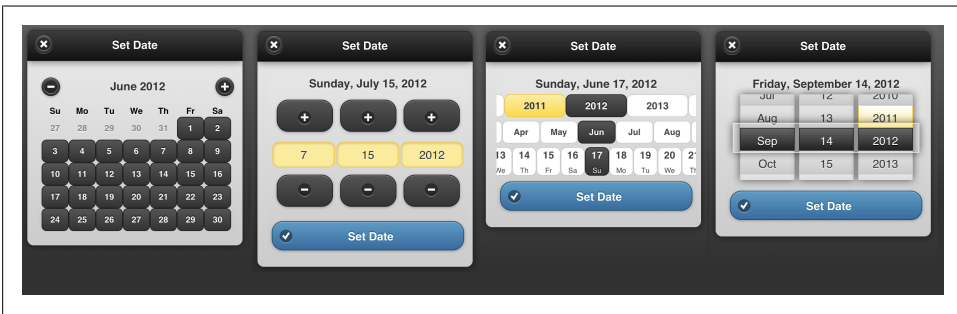 Set Date
June 2012
Su Mo Tu We Th Fr Sa
27 28 29 30 31 1 2
3 4 5 6 7 8 9
10 11 12 13 14 15 16
17 18 19 20 21 22 23
24 25 26 27 28 29 30
Set Date
Sunday, July 15, 2012
7 15 2012
Set Date
Set Date
Sunday, June 17, 2012
2011 2012 2013
Apr May Jun Jul Aug
13 14 15 16 17 18 19 20
We Th Fr Sa Su Mo Tu We Th
Set Date
Set Date
Friday, September 14, 2012
Jul 12 2010
Aug 13 2011
Sep 14 2012
Oct 15 2013
Set Date